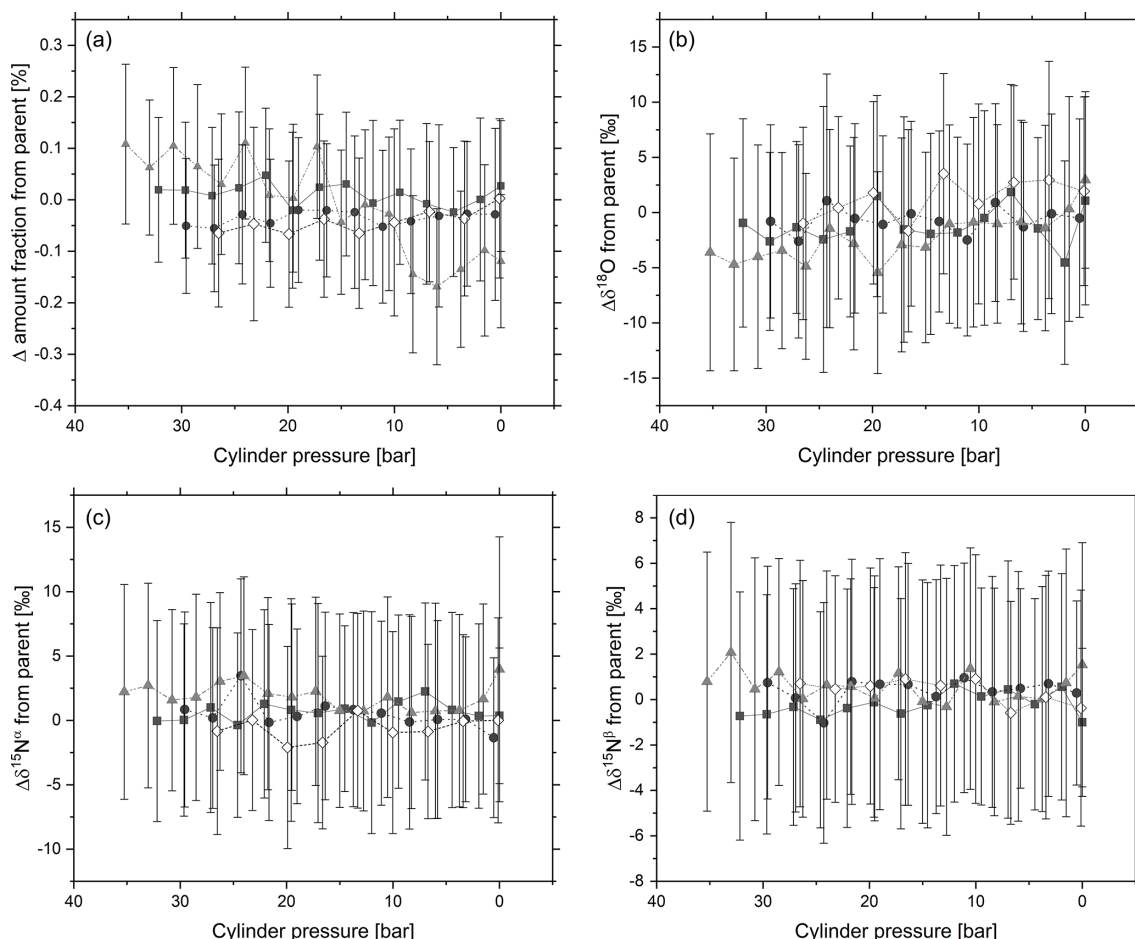 (a)
Δ amount fraction from parent [%]
0.3
0.2
0.1
0.0
-0.1
-0.2
-0.3
-0.4
40 30 20 10 0
Cylinder pressure [bar]
(b)
Δδ¹⁸O from parent [‰]
15
10
5
0
-5
-10
-15
40 30 20 10 0
Cylinder pressure [bar]
(c)
Δδ¹⁵Nᵅ from parent [‰]
15
10
5
0
-5
-10
40 30 20 10 0
Cylinder pressure [bar]
(d)
Δδ¹⁵Nᵝ from parent [‰]
8
6
4
2
0
-2
-4
-6
-8
40 30 20 10 0
Cylinder pressure [bar]